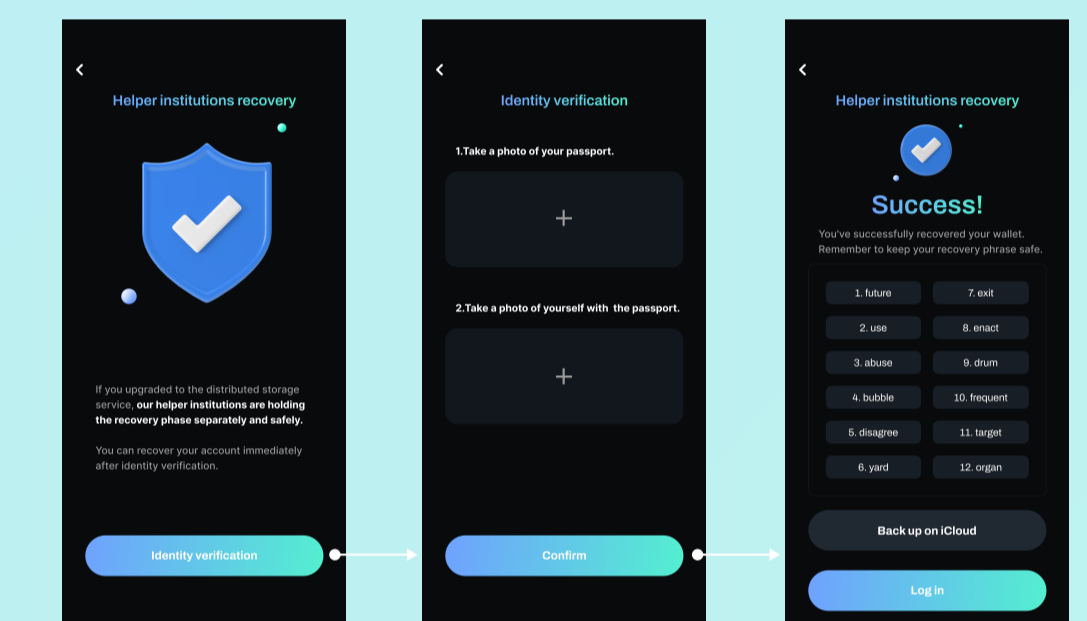 Helper institutions recovery
If you upgraded to the distributed storage
service, our helper institutions are holding
the recovery phase separately and safely.
You can recover your account immediately
after identity verification.
Identity verification
Identity verification
1.Take a photo of your passport.
2.Take a photo of yourself with the passport.
Confirm
Helper institutions recovery
Success!
You've successfully recovered your wallet.
Remember to keep your recovery phrase safe.
1. future
2. use
3. abuse
4. bubble
5. disagree
6. yard
7. exit
8. enact
9. drum
10. frequent
11. target
12. organ
Back up on iCloud
Log in